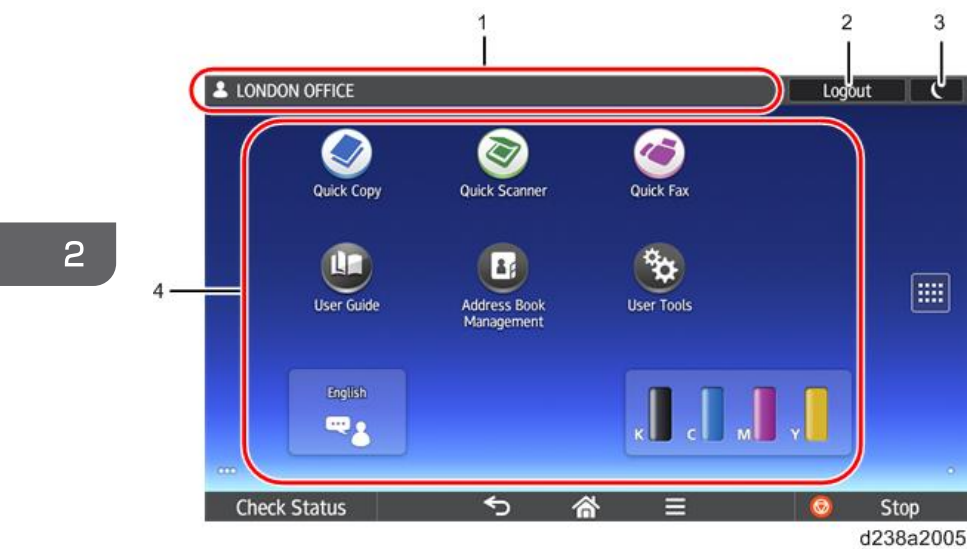 1
2
3
LONDON OFFICE
Logout
Quick Copy
Quick Scanner
Quick Fax
2
4
User Guide
Address Book
Management
User Tools
English
K
C
M
Y
Check Status
Stop
d238a2005